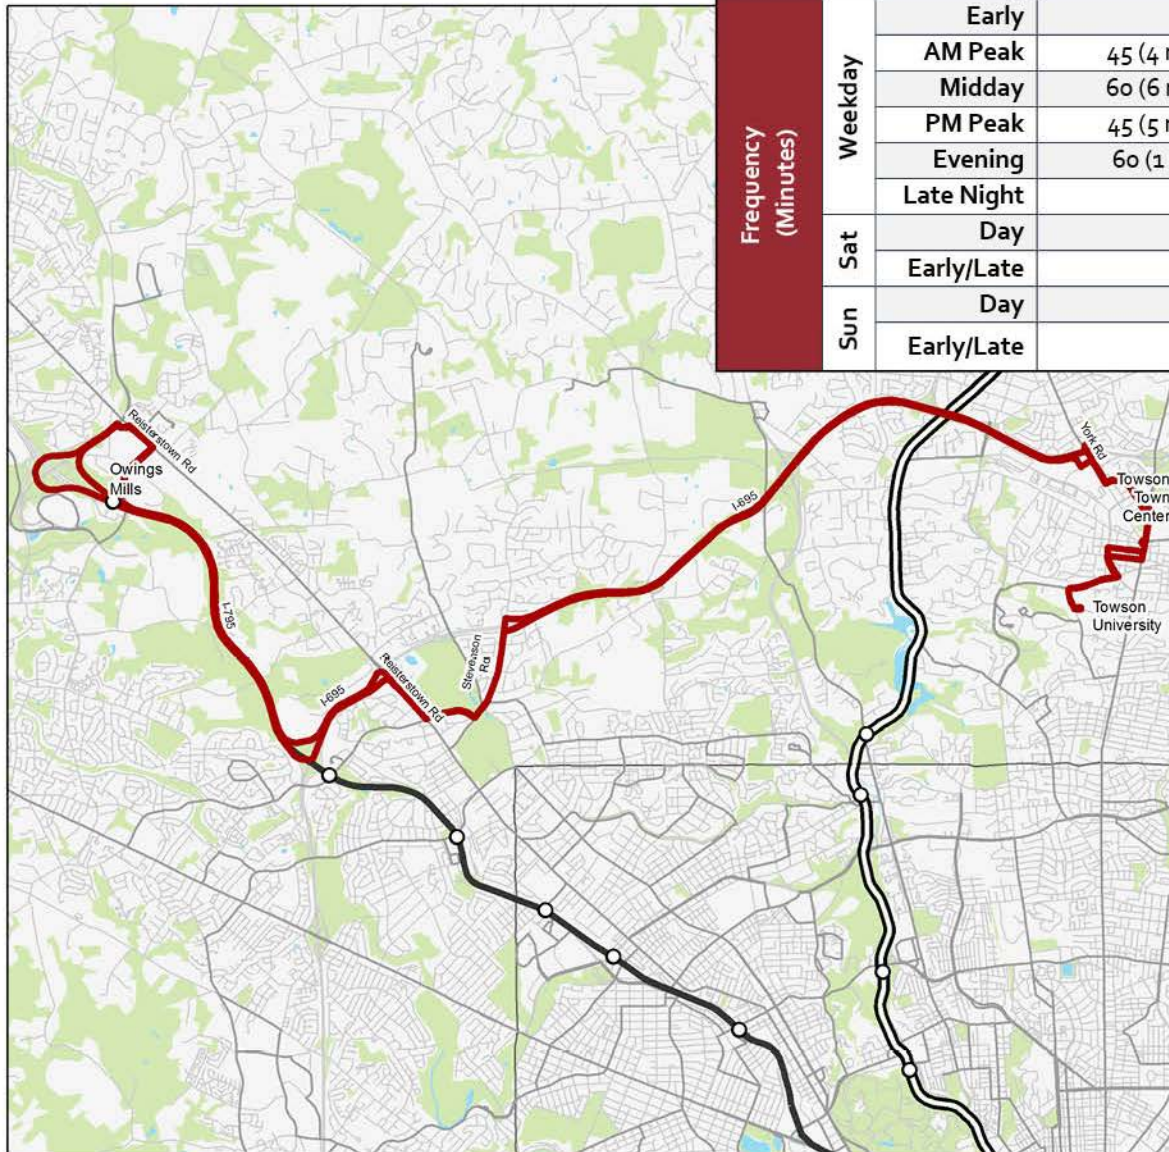 Frequency
(Minutes)
Weekday
Early
AM Peak 45 (4
Midday 60 (6
PM Peak 45 (5
Evening 60 (1
Late Night
Sat
Day
Early/Late
Sun
Day
Early/Late
Reisterstown Rd
Owings
Mills
I-795
I-695
Reisterstown Rd
Stevenson
Rd
I-695
York Rd
Towson
Town
Center
Towson
University